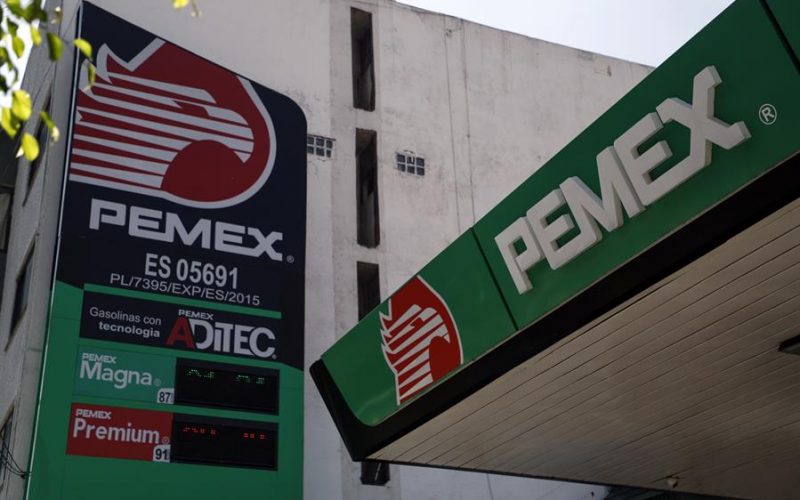 PEMEX®
ES 05691
PL/7395/EXP/ES/2015
Gasolinas con
tecnología
PEMEX
ADITEC®
PEMEX
Magna®
87
PEMEX
Premium®
91
PEMEX®